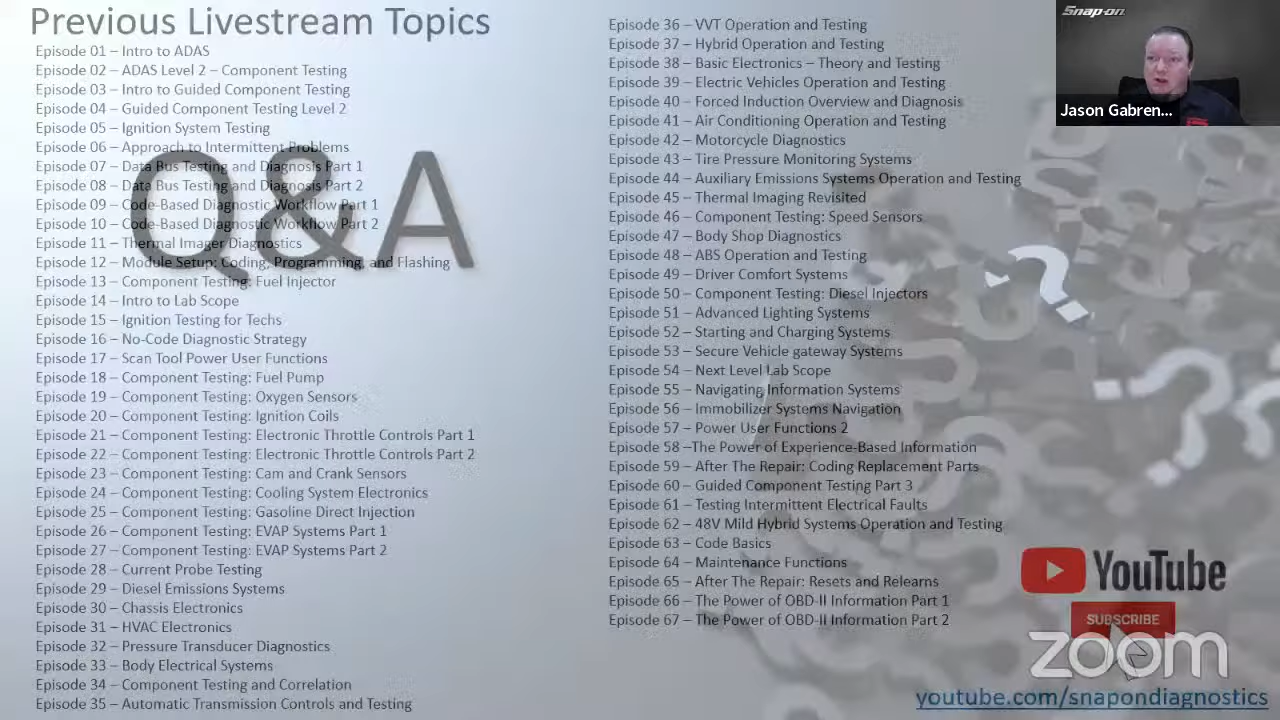 Previous Livestream Topics
Episode 01 – Intro to ADAS
Episode 02 – ADAS Level 2 – Component Testing
Episode 03 – Intro to Guided Component Testing
Episode 04 – Guided Component Testing Level 2
Episode 05 – Ignition System Testing
Episode 06 – Approach to Intermittent Problems
Episode 07 – Data Bus Testing and Diagnosis Part 1
Episode 08 – Data Bus Testing and Diagnosis Part 2
Episode 09 – Code-Based Diagnostic Workflow Part 1
Episode 10 – Code-Based Diagnostic Workflow Part 2
Episode 11 – Thermal Imager Diagnostics
Episode 12 – Module Setup: Coding, Programming, and Flashing
Episode 13 – Component Testing: Fuel Injector
Episode 14 – Intro to Lab Scope
Episode 15 – Ignition Testing for Techs
Episode 16 – No-Code Diagnostic Strategy
Episode 17 – Scan Tool Power User Functions
Episode 18 – Component Testing: Fuel Pump
Episode 19 – Component Testing: Oxygen Sensors
Episode 20 – Component Testing: Ignition Coils
Episode 21 – Component Testing: Electronic Throttle Controls Part 1
Episode 22 – Component Testing: Electronic Throttle Controls Part 2
Episode 23 – Component Testing: Cam and Crank Sensors
Episode 24 – Component Testing: Cooling System Electronics
Episode 25 – Component Testing: Gasoline Direct Injection
Episode 26 – Component Testing: EVAP Systems Part 1
Episode 27 – Component Testing: EVAP Systems Part 2
Episode 28 – Current Probe Testing
Episode 29 – Diesel Emissions Systems
Episode 30 – Chassis Electronics
Episode 31 – HVAC Electronics
Episode 32 – Pressure Transducer Diagnostics
Episode 33 – Body Electrical Systems
Episode 34 – Component Testing and Correlation
Episode 35 – Automatic Transmission Controls and Testing
Q&A
Episode 36 – VVT Operation and Testing
Episode 37 – Hybrid Operation and Testing
Episode 38 – Basic Electronics – Theory and Testing
Episode 39 – Electric Vehicles Operation and Testing
Episode 40 – Forced Induction Overview and Diagnosis
Episode 41 – Air Conditioning Operation and Testing
Episode 42 – Motorcycle Diagnostics
Episode 43 – Tire Pressure Monitoring Systems
Episode 44 – Auxiliary Emissions Systems Operation and Testing
Episode 45 – Thermal Imaging Revisited
Episode 46 – Component Testing: Speed Sensors
Episode 47 – Body Shop Diagnostics
Episode 48 – ABS Operation and Testing
Episode 49 – Driver Comfort Systems
Episode 50 – Component Testing: Diesel Injectors
Episode 51 – Advanced Lighting Systems
Episode 52 – Starting and Charging Systems
Episode 53 – Secure Vehicle gateway Systems
Episode 54 – Next Level Lab Scope
Episode 55 – Navigating Information Systems
Episode 56 – Immobilizer Systems Navigation
Episode 57 – Power User Functions 2
Episode 58 –The Power of Experience-Based Information
Episode 59 – After The Repair: Coding Replacement Parts
Episode 60 – Guided Component Testing Part 3
Episode 61 – Testing Intermittent Electrical Faults
Episode 62 – 48V Mild Hybrid Systems Operation and Testing
Episode 63 – Code Basics
Episode 64 – Maintenance Functions
Episode 65 – After The Repair: Resets and Relearns
Episode 66 – The Power of OBD-II Information Part 1
Episode 67 – The Power of OBD-II Information Part 2
Snap-on
Jason Gabren...
YouTube
SUBSCRIBE
zoom
youtube.com/snapondiagnostics